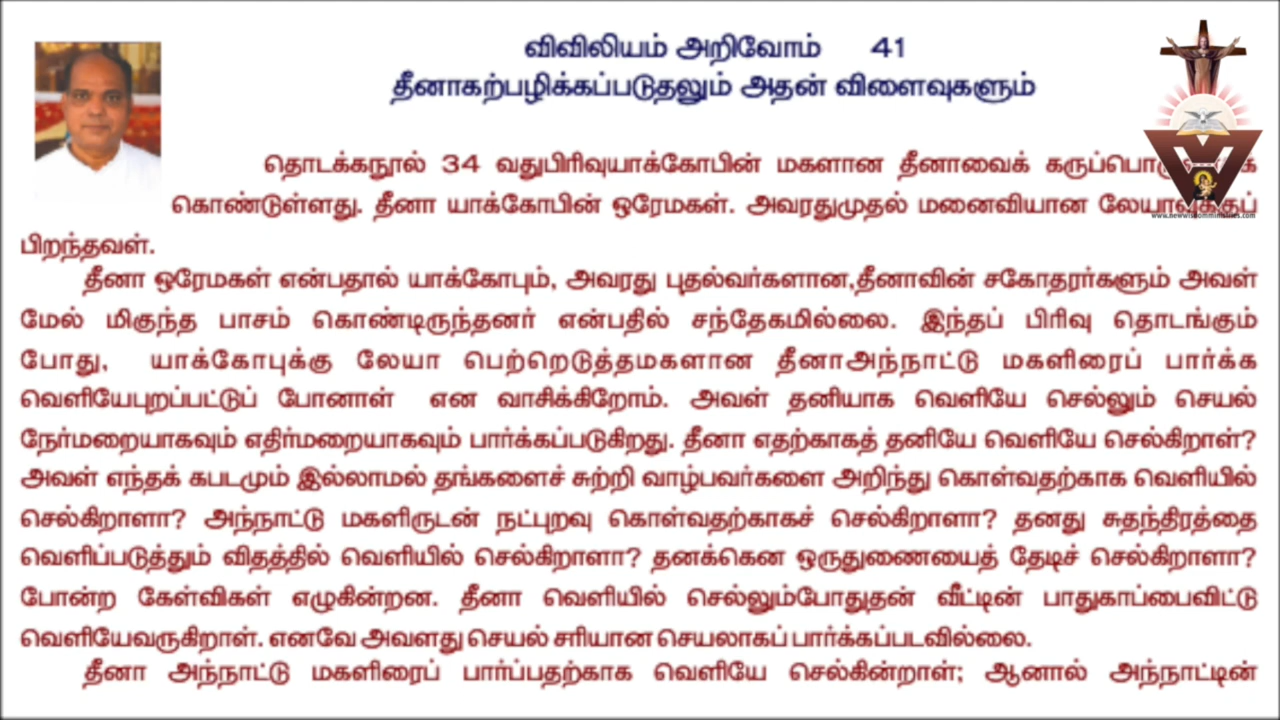 விவிலியம் அறிவோம் 41
தீனாகற்பழிக்கப்படுதலும் அதன் விளைவுகளும்
தொடக்கநூல் 34 வதுபிரிவுயாக்கோபின் மகளான தீனாவைக்
கொண்டுள்ளது. தீனா யாக்கோபின் ஒரேமகள். அவரதுமுதல் மனைவியான லேயாவுக்குப்
பிறந்தவள்.
தீனா ஒரேமகள் என்பதால் யாக்கோபும், அவரது புதல்வர்களான,தீனாவின் சகோதரர்களும் அவள்
மேல் மிகுந்த பாசம் கொண்டிருந்தனர் என்பதில் சந்தேகமில்லை. இந்தப் பிரிவு தொடங்கும்
போது, யாக்கோபுக்கு லேயா பெற்றெடுத்தமகளான தீனாஅந்நாட்டு மகளிரைப் பார்க்க
வெளியேபுறப்பட்டுப் போனாள் என வாசிக்கிறோம். அவள் தனியாக வெளியே செல்லும் செயல்
நேர்மறையாகவும் எதிர்மறையாகவும் பார்க்கப்படுகிறது. தீனா எதற்காகத் தனியே வெளியே செல்கிறாள்?
அவள் எந்தக் கபடமும் இல்லாமல் தங்களைச் சுற்றி வாழ்பவர்களை அறிந்து கொள்வதற்காக வெளியில்
செல்கிறாளா? அந்நாட்டு மகளிருடன் நட்புறவு கொள்வதற்காகச் செல்கிறாளா? தனது சுதந்திரத்தை
வெளிப்படுத்தும் விதத்தில் வெளியில் செல்கிறாளா? தனக்கென ஒருதுணையைத் தேடிச் செல்கிறாளா?
போன்ற கேள்விகள் எழுகின்றன. தீனா வெளியில் செல்லும்போதுதன் வீட்டின் பாதுகாப்பைவிட்டு
வெளியேவருகிறாள். எனவே அவளது செயல் சரியான செயலாகப் பார்க்கப்படவில்லை.
தீனா அந்நாட்டு மகளிரைப் பார்ப்பதற்காக வெளியே செல்கின்றாள்; ஆனால் அந்நாட்டின்
www.newwisdomministries.com